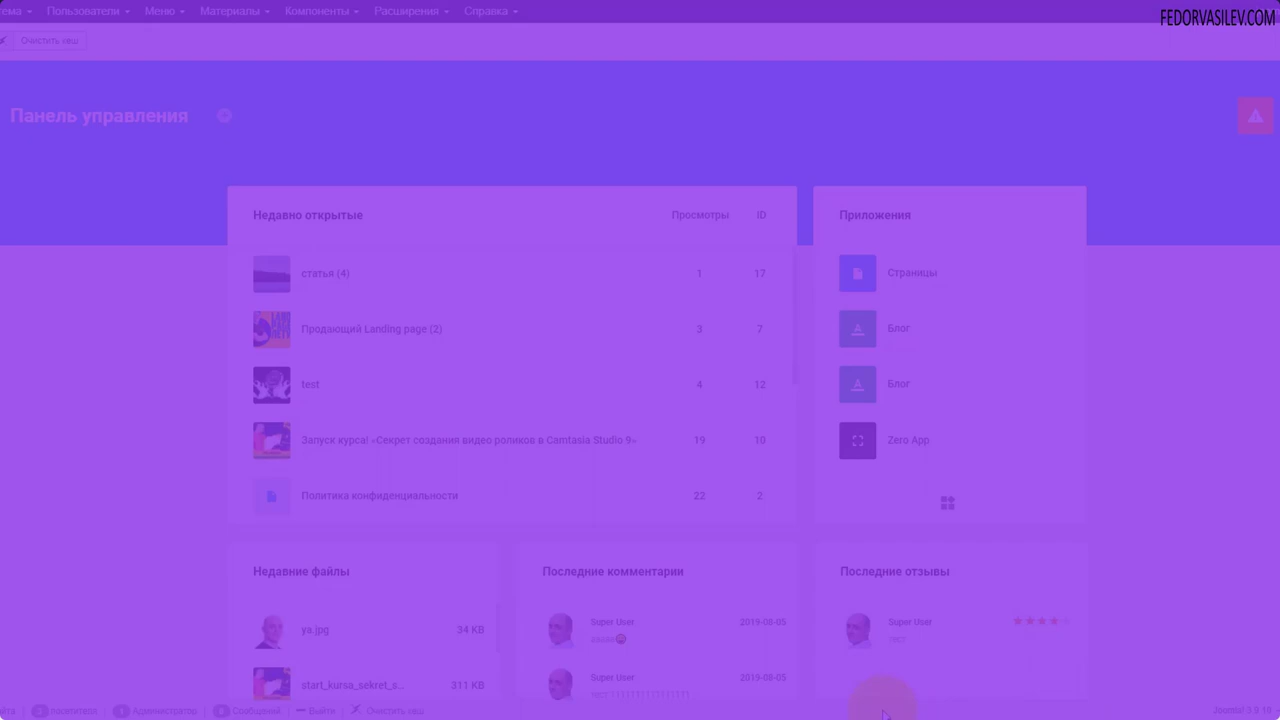 FEDORVASILEV.COM
Пользователи Меню Материалы Компоненты Расширения Справка
Очистить кэш
Панель управления
Недавно открытые Просмотры ID
статья (4) 1 17
Продающий Landing page (2) 3 7
test 4 12
Запуск курса! «Секрет создания видео роликов в Camtasia Studio 9» 19 10
Политика конфиденциальности 22 2
Приложения
Страницы
Блог
Блог
Zero App
Недавние файлы
ya.jpg 34 KB
start_kursa_sekret_s... 311 KB
Последние комментарии
Super User 2019-08-05
Super User 2019-08-05
Последние отзывы
Super User
тест
Администратор Сообщений Выйти Очистить кэш